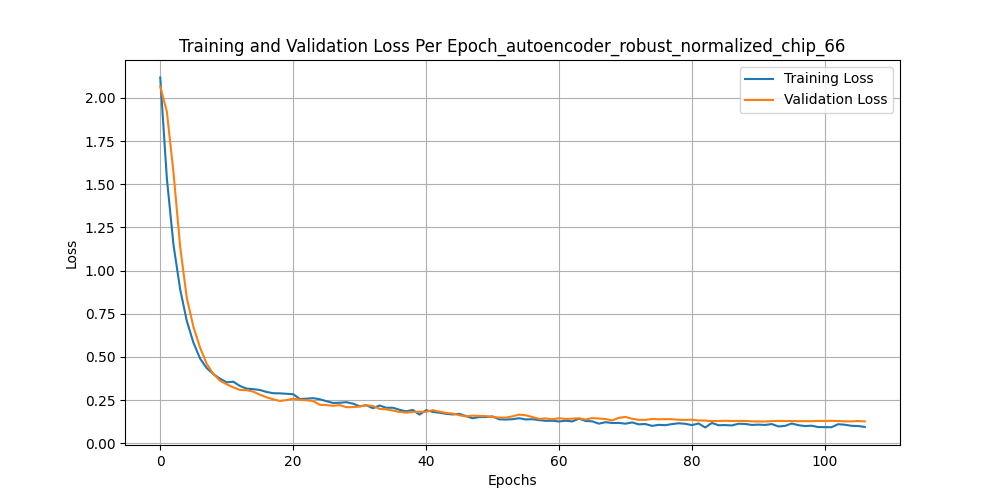 Training and Validation Loss Per Epoch_autoencoder_robust_normalized_chip_66
Training Loss
Validation Loss
2.00
1.75
1.50
1.25
1.00
0.75
0.50
0.25
0.00
Loss
0 20 40 60 80 100
Epochs